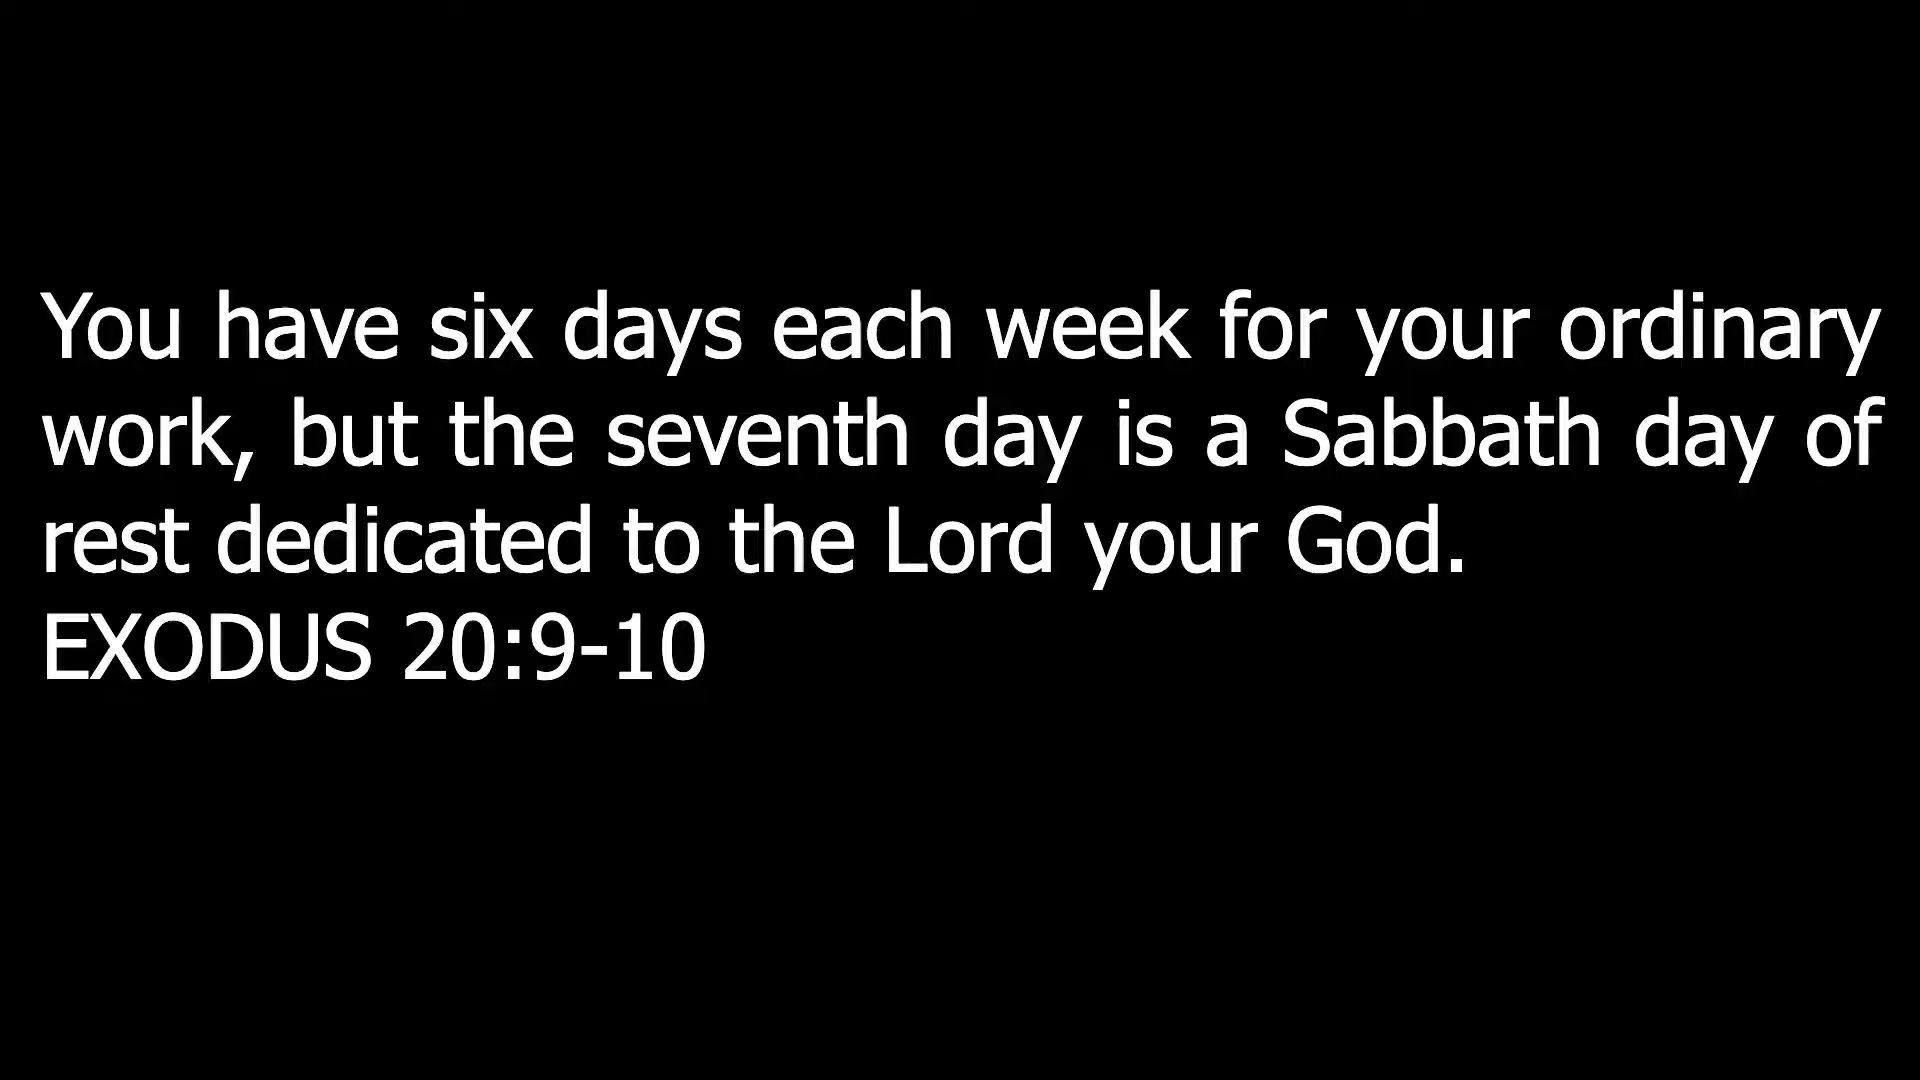 You have six days each week for your ordinary
work, but the seventh day is a Sabbath day of
rest dedicated to the Lord your God.
EXODUS 20:9-10